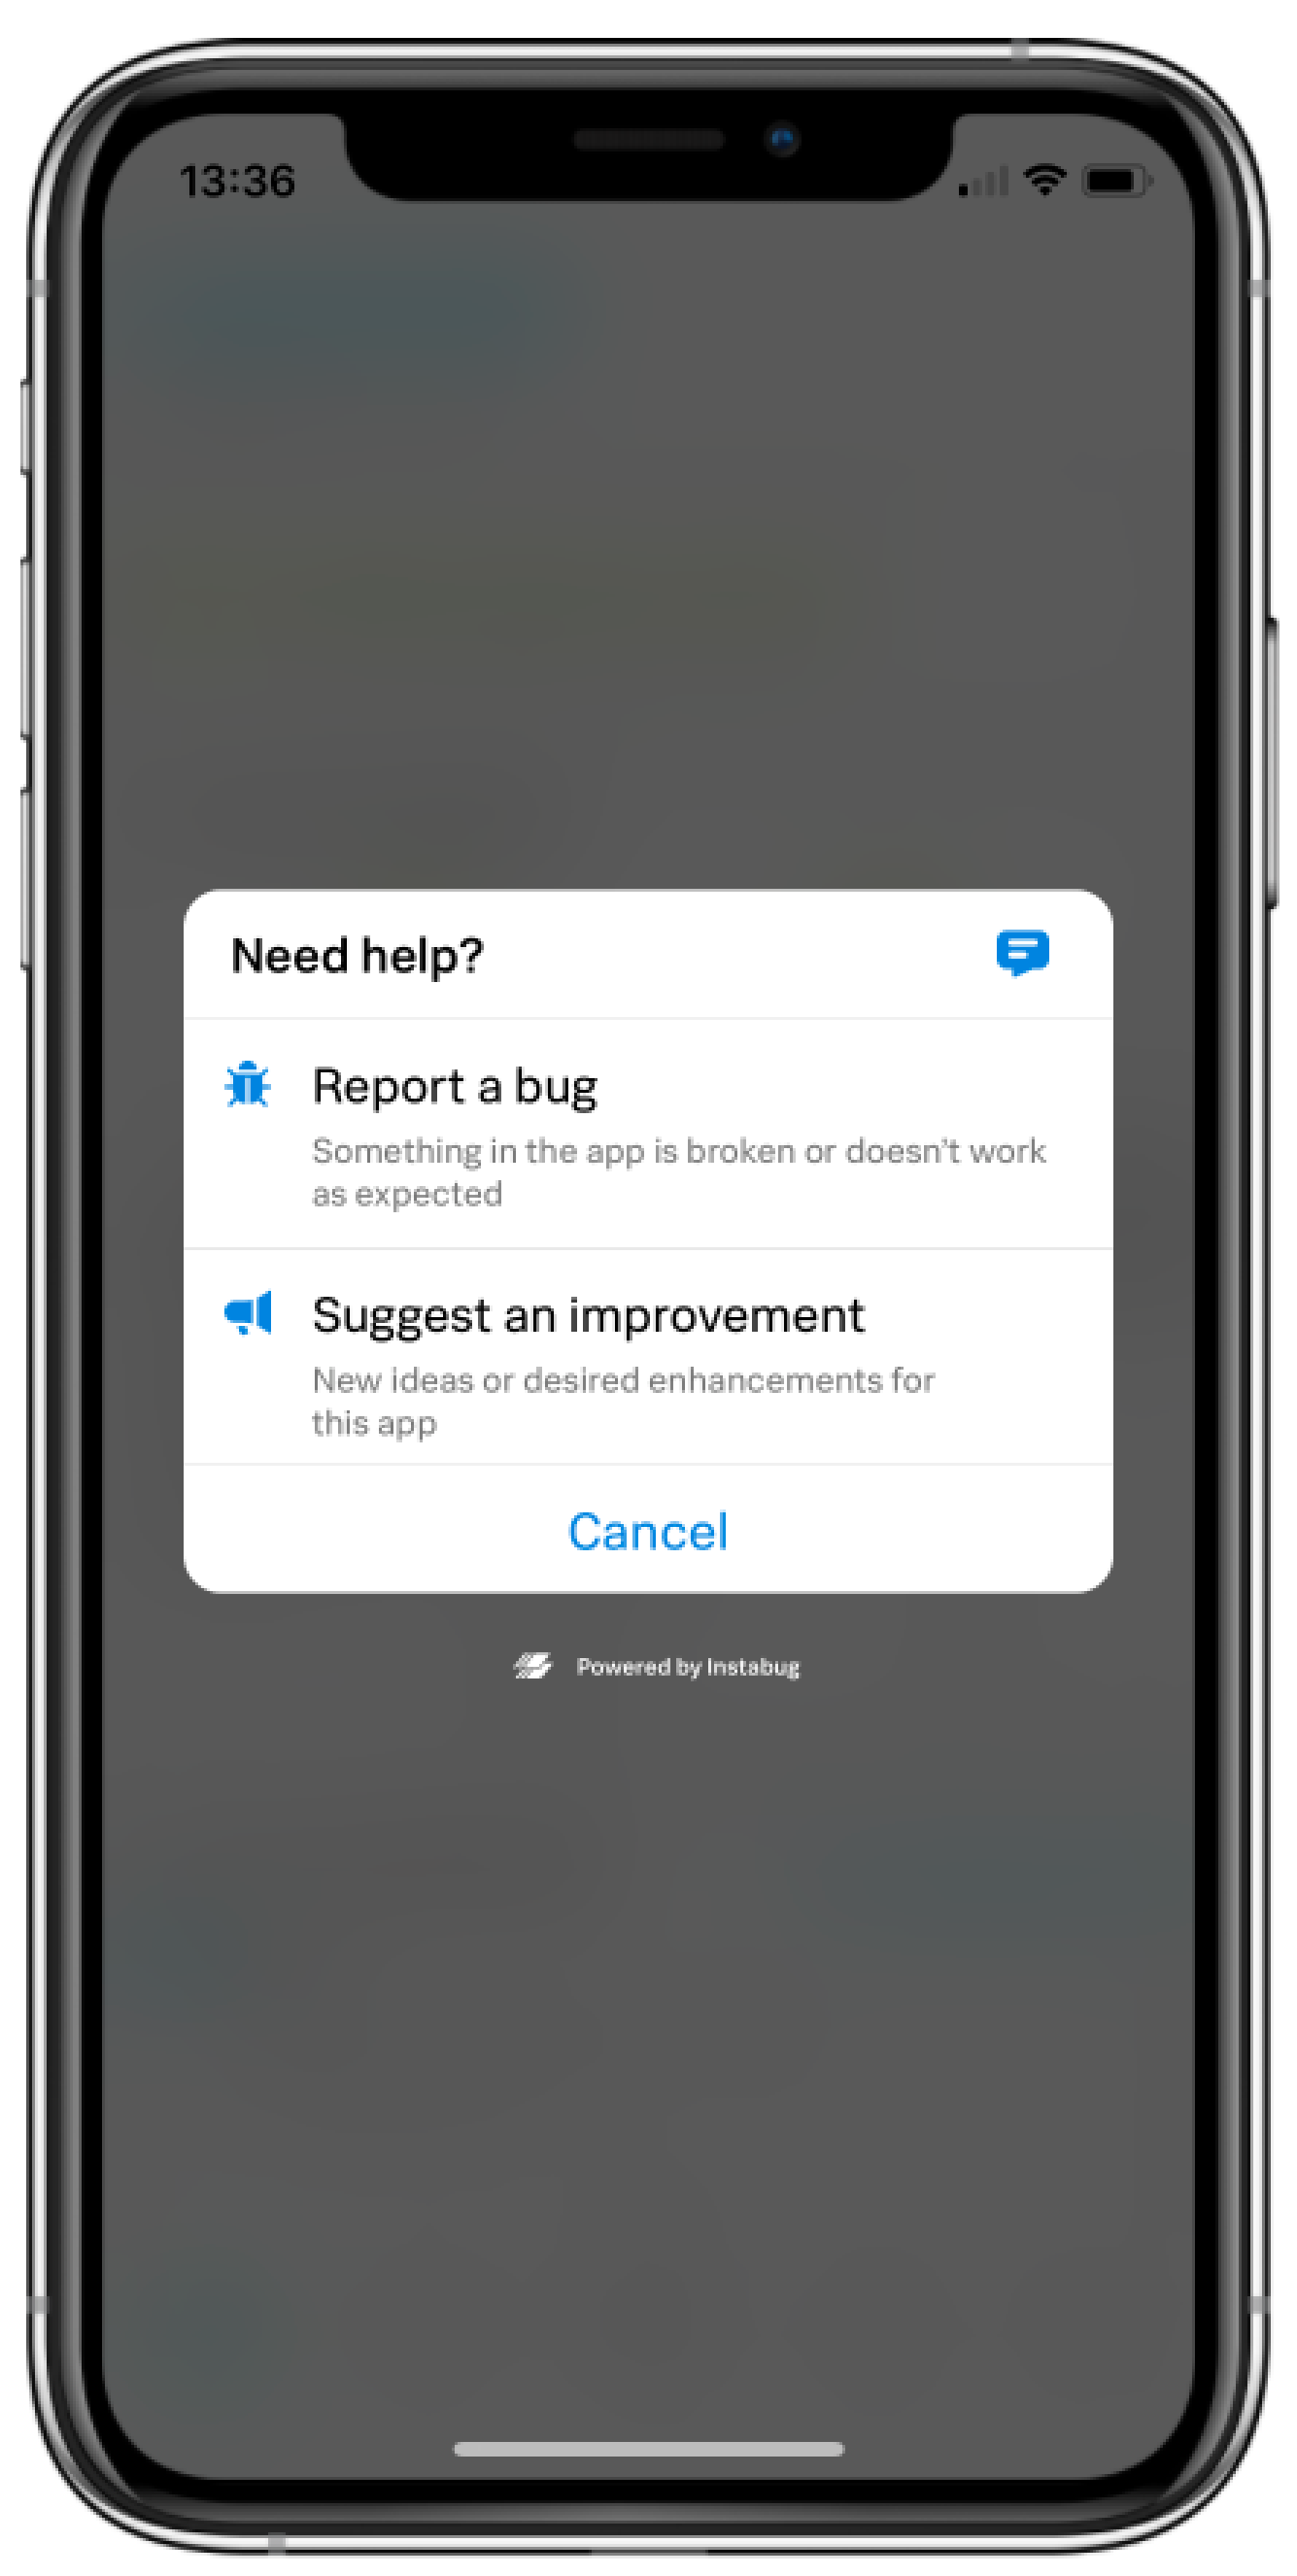 13:36
Need help?
Report a bug
Something in the app is broken or doesn't work
as expected
Suggest an improvement
New ideas or desired enhancements for
this app
Cancel
Powered by Instabug